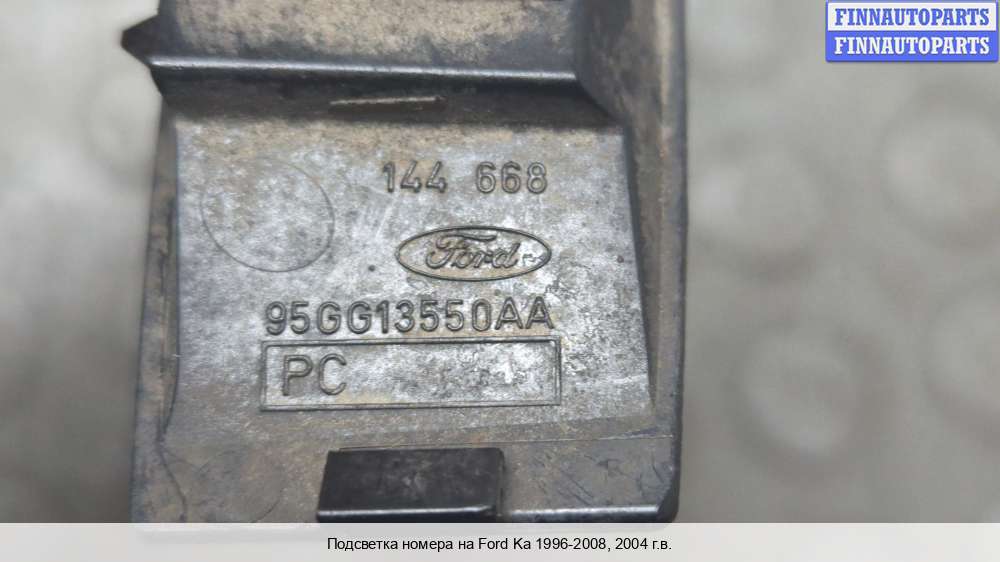 FINNAUTOPARTS
FINNAUTOPARTS
144 668
Ford
95GG13550AA
PC
Подсветка номера на Ford Ka 1996-2008, 2004 г.в.